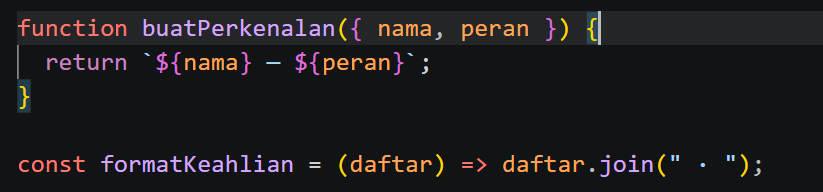 function buatPerkenalan({ nama, peran }) {
  return `${nama} — ${peran}`;
}
const formatKeahlian = (daftar) => daftar.join(" · ");